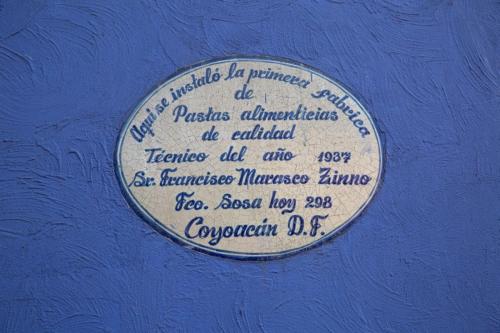 Aquí se instaló la primera fabrica
de
Pastas alimenticias
de calidad
Técnico del año 1937
Sr. Francisco Marasco Zinno
Fco. Sosa hoy 298
Coyoacán D.F.